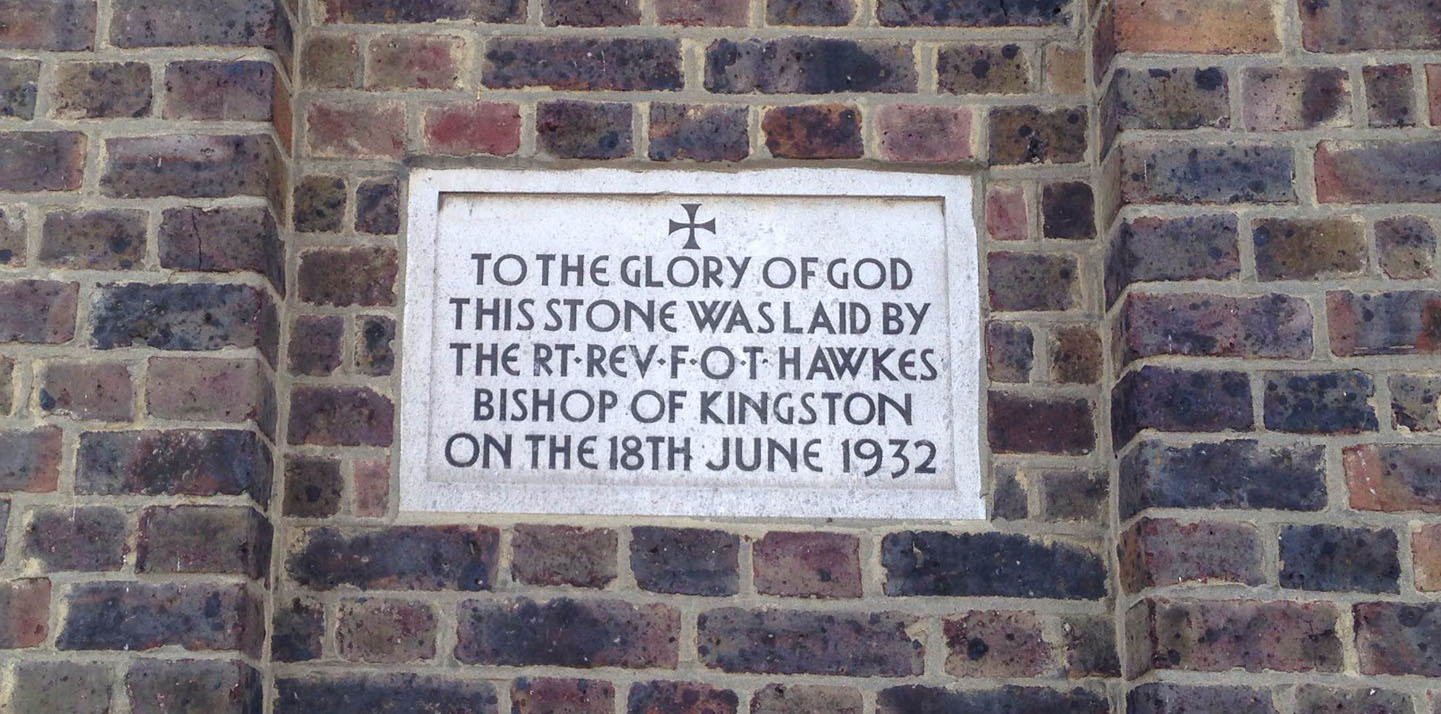 TO THE GLORY OF GOD
THIS STONE WAS LAID BY
THE RT·REV·F·O·T·HAWKES
BISHOP OF KINGSTON
ON THE 18TH JUNE 1932